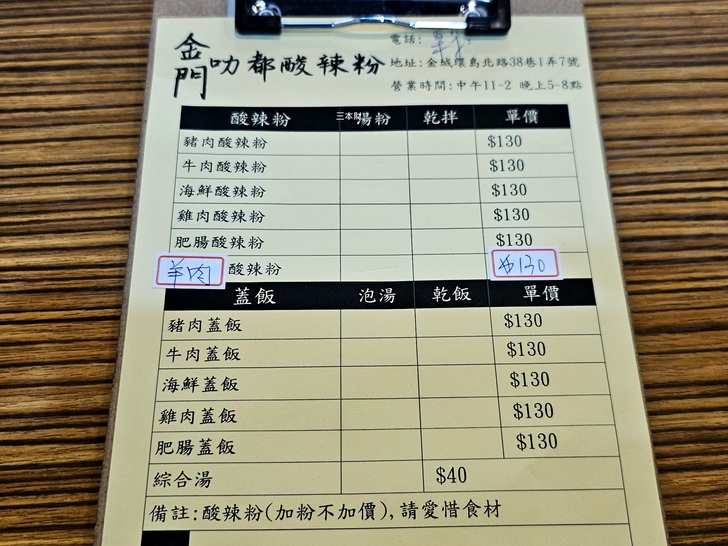 金門叻都酸辣粉
電話:
地址:金城環島北路38巷1弄7號
營業時間:中午11-2 晚上5-8點
酸辣粉 湯粉 乾拌 單價
三本財
豬肉酸辣粉 $130
牛肉酸辣粉 $130
海鮮酸辣粉 $130
雞肉酸辣粉 $130
肥腸酸辣粉 $130
羊肉 酸辣粉 $130
蓋飯 泡湯 乾飯 單價
豬肉蓋飯 $130
牛肉蓋飯 $130
海鮮蓋飯 $130
雞肉蓋飯 $130
肥腸蓋飯 $130
綜合湯 $40
備註:酸辣粉(加粉不加價),請愛惜食材